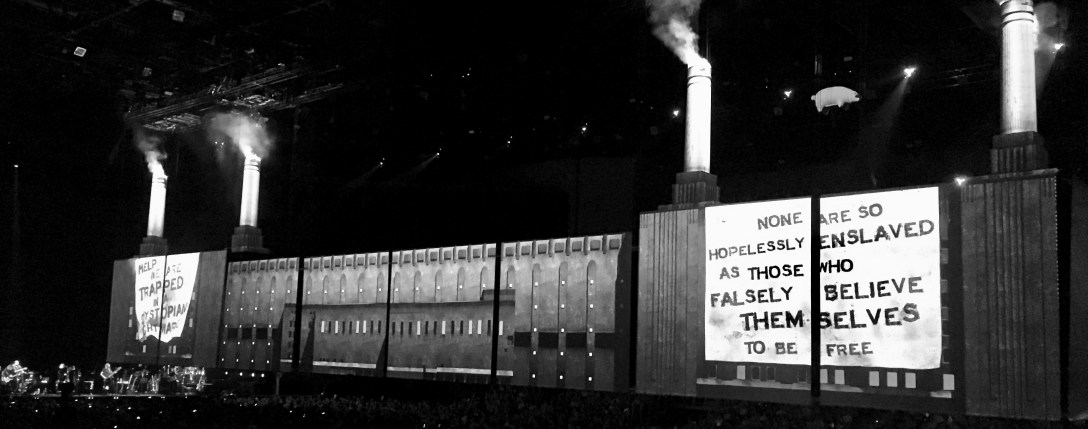 HELP
WE ARE
TRAPPED
IN
DYSTOPIAN
NONE ARE SO
HOPELESSLY ENSLAVED
AS THOSE WHO
FALSELY BELIEVE
THEMSELVES
TO BE FREE